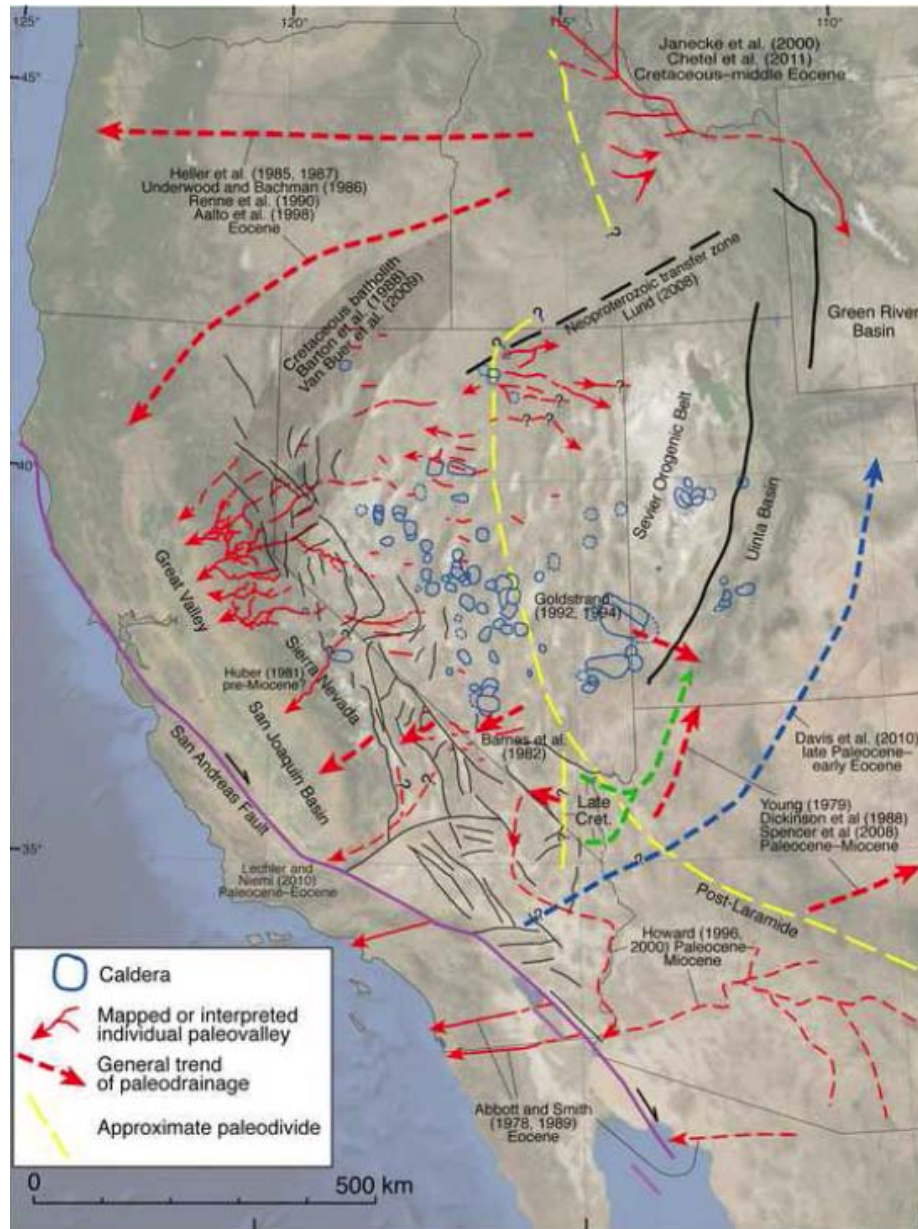 125°
120°
115°
110°
45°
Janecke et al. (2000)
Chetel et al. (2011)
Cretaceous–middle Eocene
Heller et al. (1985, 1987)
Underwood and Bachman (1986)
Renne et al. (1990)
Aalto et al. (1998)
Eocene
?
Cretaceous batholith
Barton et al. (1988)
Van Buer et al. (2009)
Neoproterozoic transfer zone
Lund (2008)
Green River
Basin
?
?
?
?
?
?
40
Sevier Orogenic Belt
Uinta Basin
Great Valley
Goldstrand
(1992, 1994)
Sierra Nevada
?
Huber (1981)
pre-Miocene?
San Joaquin Basin
San Andreas Fault
Barnes et al.
(1982)
Davis et al. (2010)
late Paleocene–
early Eocene
?
?
?
Late
Cret.
Young (1979)
Dickinson et al (1988)
Spencer et al (2008)
Paleocene–Miocene
35°
Lechler and
Niemi (2010)
Paleocene–Eocene
?
?
Post-Laramide
Howard (1996,
2000) Paleocene–
Miocene
Caldera
Mapped or interpreted
individual paleovalley
General trend
of paleodrainage
Approximate paleodivide
Abbott and Smith
(1978, 1989)
Eocene
0
500 km